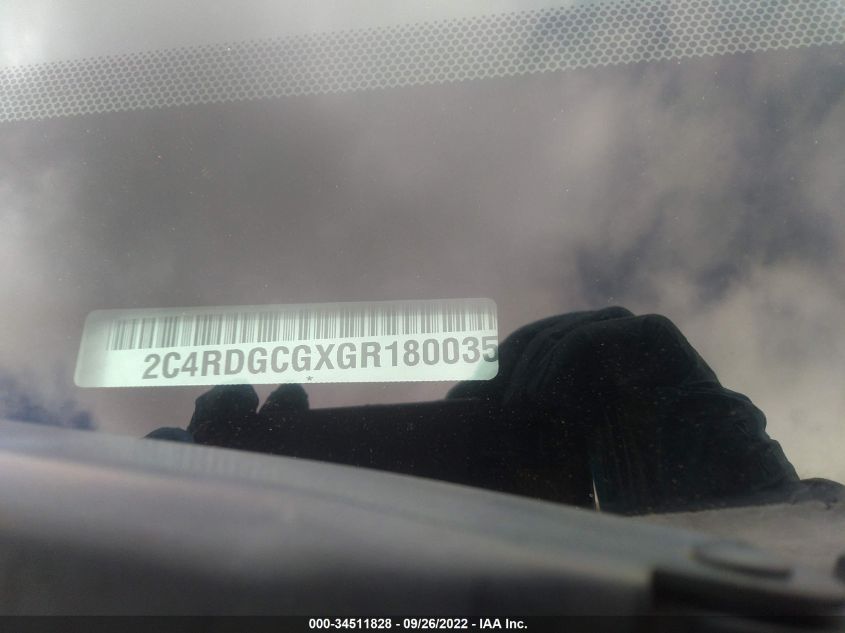 2C4RDGCGXGR180035
*
000-34511828 - 09/26/2022 - IAA Inc.